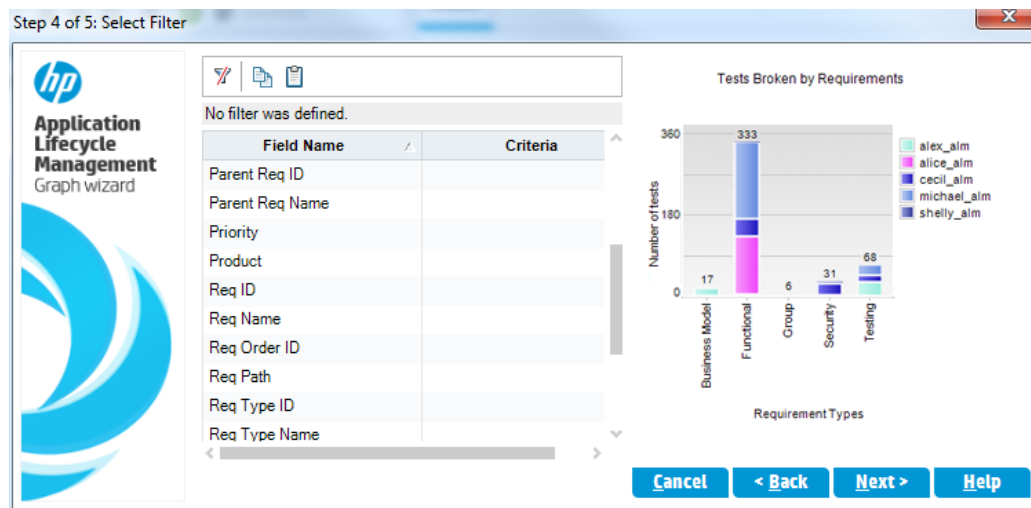 Step 4 of 5: Select Filter
X
hp
Application
Lifecycle
Management
Graph wizard
No filter was defined.
Field Name
Criteria
Parent Req ID
Parent Req Name
Priority
Product
Req ID
Req Name
Req Order ID
Req Path
Req Type ID
Req Type Name
Tests Broken by Requirements
Number of tests
360
180
0
17
333
6
31
68
Business Model
Functional
Group
Security
Testing
Requirement Types
alex_alm
alice_alm
cecil_alm
michael_alm
shelly_alm
Cancel
< Back
Next >
Help